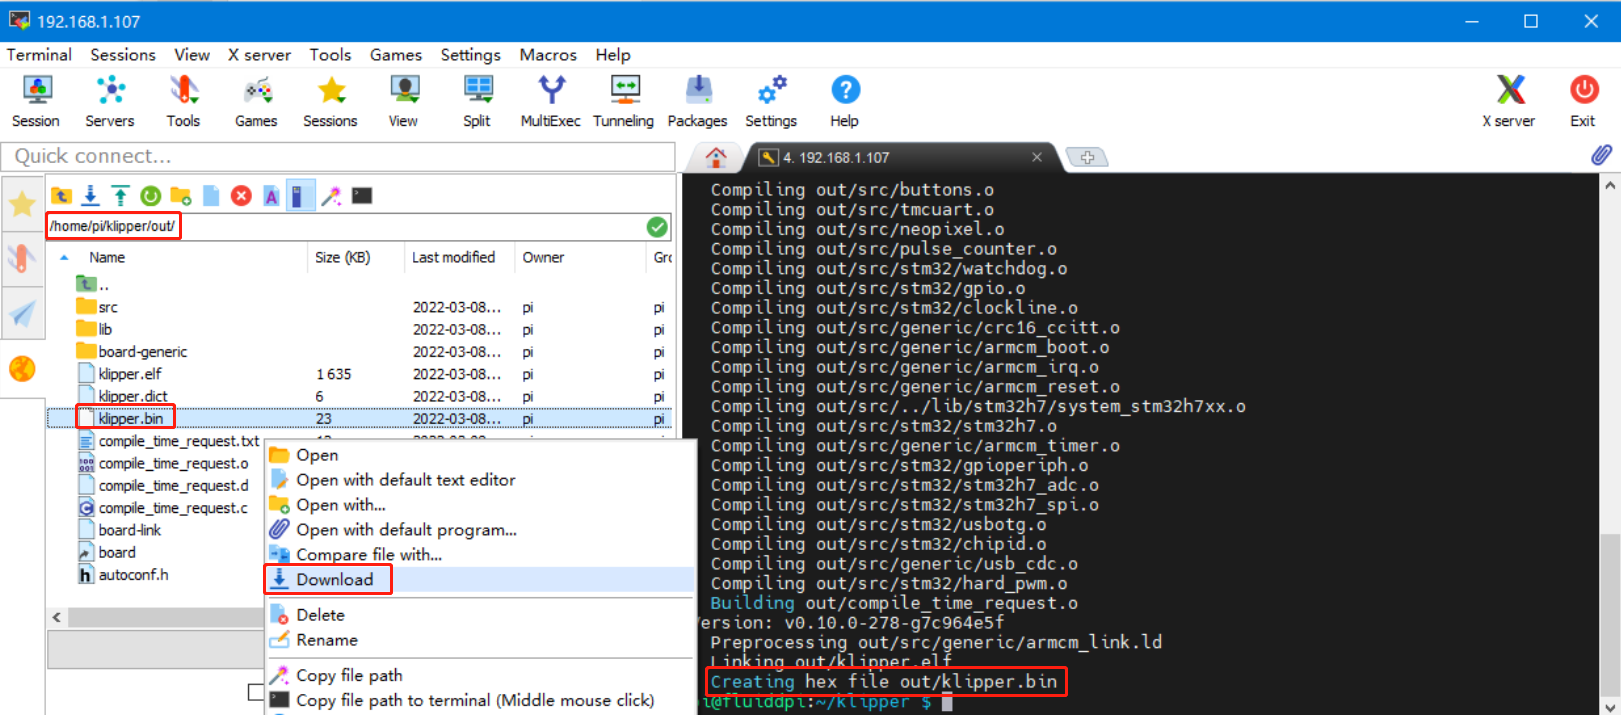 192.168.1.107
Terminal Sessions View X server Tools Games Settings Macros Help
Session Servers Tools Games Sessions View Split MultiExec Tunneling Packages Settings Help X server Exit
Quick connect...
4. 192.168.1.107
/home/pi/klipper/out/
Name Size (KB) Last modified Owner Grc
..
src 2022-03-08... pi pi
lib 2022-03-08... pi pi
board-generic 2022-03-08... pi pi
klipper.elf 1 635 2022-03-08... pi pi
klipper.dict 6 2022-03-08... pi pi
klipper.bin 23 2022-03-08... pi pi
compile_time_request.txt
compile_time_request.o
compile_time_request.d
compile_time_request.c
board-link
board
autoconf.h
Open
Open with default text editor
Open with...
Open with default program...
Compare file with...
Download
Delete
Rename
Copy file path
Copy file path to terminal (Middle mouse click)
Compiling out/src/buttons.o
Compiling out/src/tmcuart.o
Compiling out/src/neopixel.o
Compiling out/src/pulse_counter.o
Compiling out/src/stm32/watchdog.o
Compiling out/src/stm32/gpio.o
Compiling out/src/stm32/clockline.o
Compiling out/src/generic/crc16_ccitt.o
Compiling out/src/generic/armcm_boot.o
Compiling out/src/generic/armcm_irq.o
Compiling out/src/generic/armcm_reset.o
Compiling out/src/../lib/stm32h7/system_stm32h7xx.o
Compiling out/src/stm32/stm32h7.o
Compiling out/src/generic/armcm_timer.o
Compiling out/src/stm32/gpioperiph.o
Compiling out/src/stm32/stm32h7_adc.o
Compiling out/src/stm32/stm32h7_spi.o
Compiling out/src/stm32/usbotg.o
Compiling out/src/stm32/chipid.o
Compiling out/src/generic/usb_cdc.o
Compiling out/src/stm32/hard_pwm.o
Building out/compile_time_request.o
ersion: v0.10.0-278-g7c964e5f
Preprocessing out/src/generic/armcm_link.ld
Linking out/klipper.elf
Creating hex file out/klipper.bin
i@fluiddpi:~/klipper $